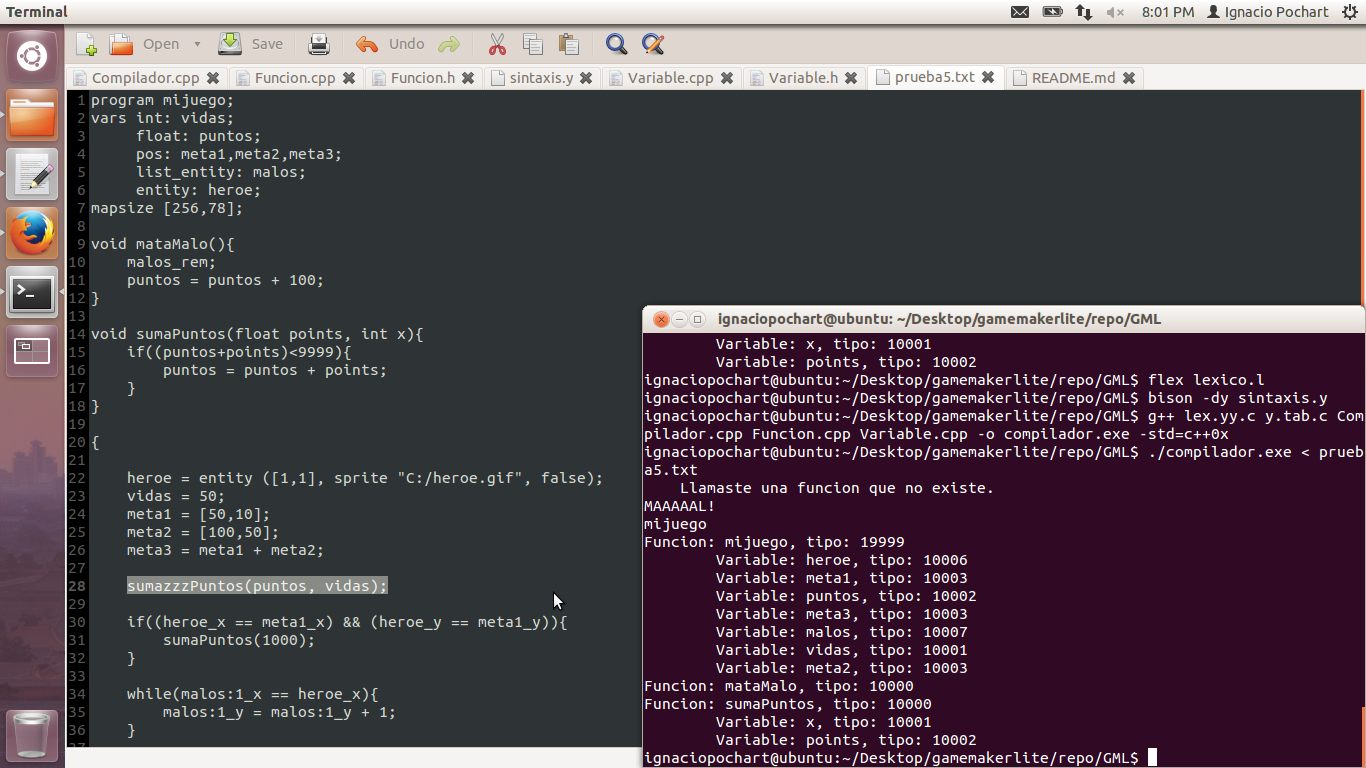 Terminal
8:01 PM
Ignacio Pochart
Open
Save
Undo
Compilador.cpp
Funcion.cpp
Funcion.h
sintaxis.y
Variable.cpp
Variable.h
prueba5.txt
README.md
1 program mijuego;
2 vars int: vidas;
3      float: puntos;
4      pos: meta1,meta2,meta3;
5      list_entity: malos;
6      entity: heroe;
7 mapsize [256,78];
8
9 void mataMalo(){
10     malos_rem;
11     puntos = puntos + 100;
12 }
13
14 void sumaPuntos(float points, int x){
15     if((puntos+points)<9999){
16         puntos = puntos + points;
17     }
18 }
19
20 {
21
22     heroe = entity ([1,1], sprite "C:/heroe.gif", false);
23     vidas = 50;
24     meta1 = [50,10];
25     meta2 = [100,50];
26     meta3 = meta1 + meta2;
27
28     sumazzzPuntos(puntos, vidas);
29
30     if((heroe_x == meta1_x) && (heroe_y == meta1_y)){
31         sumaPuntos(1000);
32     }
33
34     while(malos:1_x == heroe_x){
35         malos:1_y = malos:1_y + 1;
36     }
ignaciopochart@ubuntu: ~/Desktop/gamemakerlite/repo/GML
Variable: x, tipo: 10001
Variable: points, tipo: 10002
ignaciopochart@ubuntu:~/Desktop/gamemakerlite/repo/GML$ flex lexico.l
ignaciopochart@ubuntu:~/Desktop/gamemakerlite/repo/GML$ bison -dy sintaxis.y
ignaciopochart@ubuntu:~/Desktop/gamemakerlite/repo/GML$ g++ lex.yy.c y.tab.c Com
pilador.cpp Funcion.cpp Variable.cpp -o compilador.exe -std=c++0x
ignaciopochart@ubuntu:~/Desktop/gamemakerlite/repo/GML$ ./compilador.exe < prueb
a5.txt
Llamaste una funcion que no existe.
MAAAAAL!
mijuego
Funcion: mijuego, tipo: 19999
Variable: heroe, tipo: 10006
Variable: meta1, tipo: 10003
Variable: puntos, tipo: 10002
Variable: meta3, tipo: 10003
Variable: malos, tipo: 10007
Variable: vidas, tipo: 10001
Variable: meta2, tipo: 10003
Funcion: mataMalo, tipo: 10000
Funcion: sumaPuntos, tipo: 10000
Variable: x, tipo: 10001
Variable: points, tipo: 10002
ignaciopochart@ubuntu:~/Desktop/gamemakerlite/repo/GML$